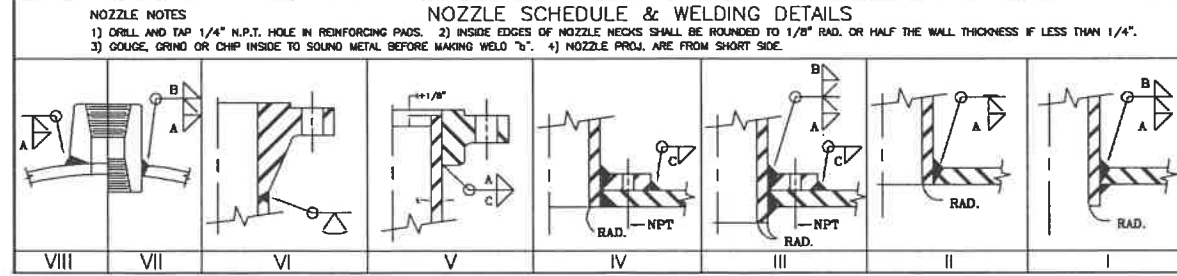 NOZZLE NOTES
NOZZLE SCHEDULE & WELDING DETAILS
1) DRILL AND TAP 1/4" N.P.T. HOLE IN REINFORCING PADS. 2) INSIDE EDGES OF NOZZLE NECKS SHALL BE ROUNDED TO 1/8" RAD. OR HALF THE WALL THICKNESS IF LESS THAN 1/4".
3) GOUGE, GRIND OR CHIP INSIDE TO SOUND METAL BEFORE MAKING WELD "b". 4) NOZZLE PROJ. ARE FROM SHORT SIDE.
A
B
A
1/8"
A
C
C
RAD.
NPT
B
A
C
NPT
RAD.
B
A
RAD.
B
A
RAD.
VIII VII VI V IV III II I